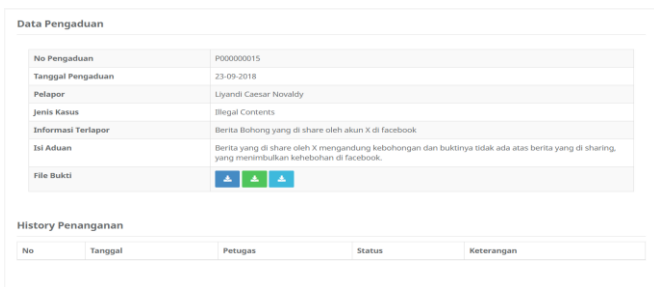 Data Pengaduan
No Pengaduan P000000015
Tanggal Pengaduan 23-09-2018
Pelapor Liyandi Caesar Novaldy
Jenis Kasus Illegal Contents
Informasi Terlapor Berita Bohong yang di share oleh akun X di facebook
Isi Aduan Berita yang di share oleh X mengandung kebohongan dan buktinya tidak ada atas berita yang di sharing,
yang menimbulkan kehebohan di facebook.
File Bukti
History Penanganan
No Tanggal Petugas Status Keterangan